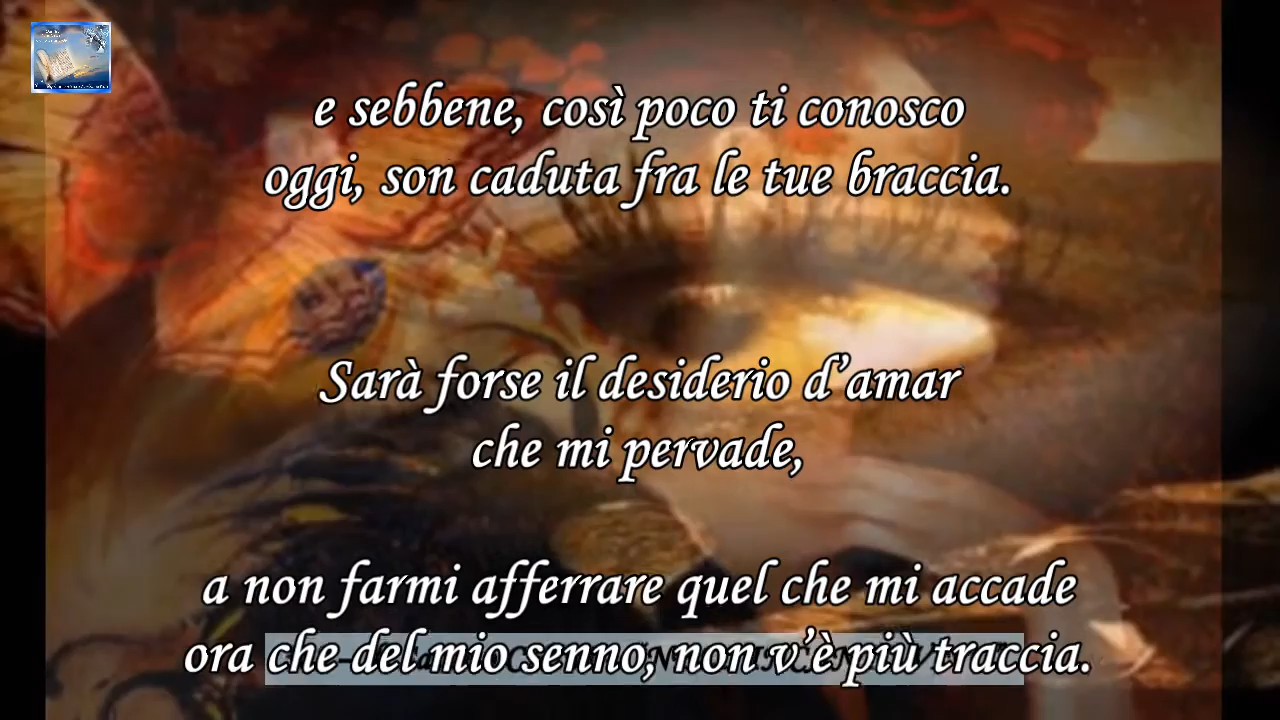 e sebbene, così poco ti conosco
oggi, son caduta fra le tue braccia.
Sarà forse il desiderio d’amar
che mi pervade,
a non farmi afferrare quel che mi accade
ora che del mio senno, non v’è più traccia.